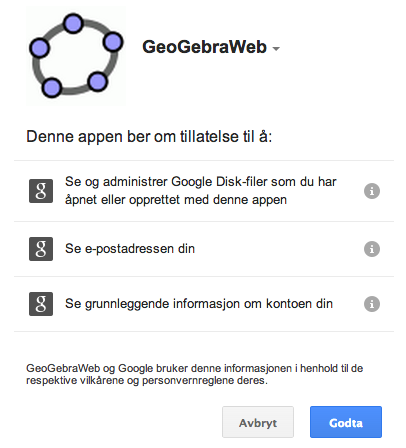 GeoGebraWeb
Denne appen ber om tillatelse til å:
Se og administrer Google Disk-filer som du har
åpnet eller opprettet med denne appen
Se e-postadressen din
Se grunnleggende informasjon om kontoen din
GeoGebraWeb og Google bruker denne informasjonen i henhold til de
respektive vilkårene og personvernreglene deres.
Avbryt
Godta